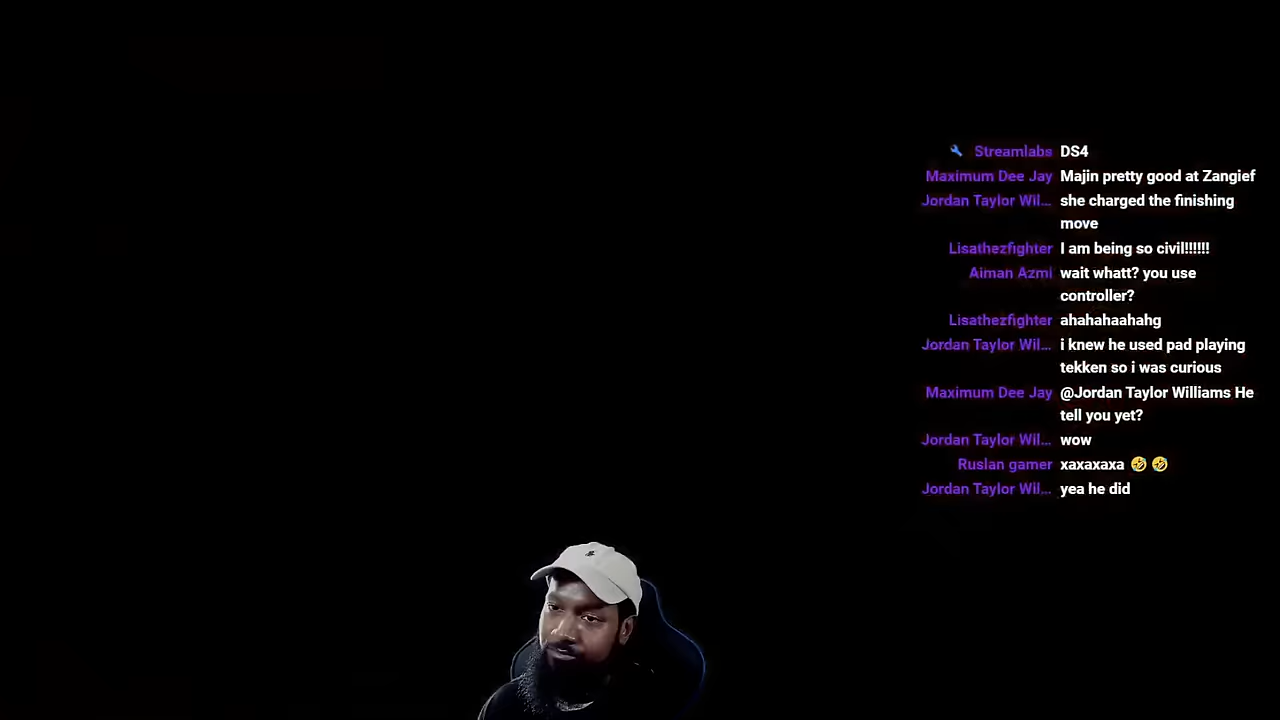 Streamlabs DS4
Maximum Dee Jay Majin pretty good at Zangief
Jordan Taylor Wil... she charged the finishing
move
Lisathezfighter I am being so civil!!!!!!
Aiman Azmi wait whatt? you use
controller?
Lisathezfighter ahahahaahahg
Jordan Taylor Wil... i knew he used pad playing
tekken so i was curious
Maximum Dee Jay @Jordan Taylor Williams He
tell you yet?
Jordan Taylor Wil... wow
Ruslan gamer xaxaxaxa 🤣 🤣
Jordan Taylor Wil... yea he did